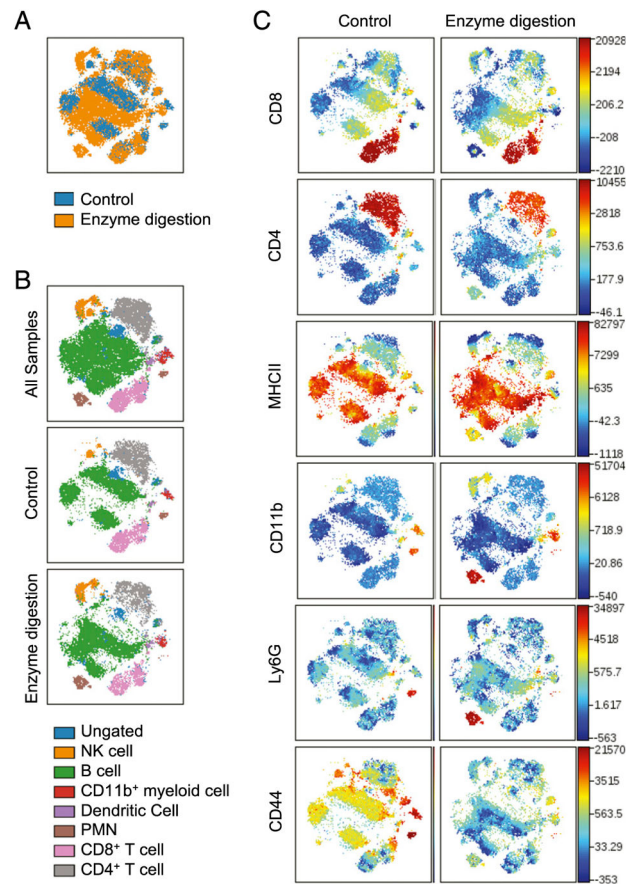 A
Control
Enzyme digestion
B
All Samples
Control
Enzyme digestion
Ungated
NK cell
B cell
CD11b⁺ myeloid cell
Dendritic Cell
PMN
CD8⁺ T cell
CD4⁺ T cell
C
Control Enzyme digestion
CD8
20928
2194
206.2
-208
-2210
CD4
10455
2818
753.6
177.9
-46.1
MHCII
82797
7299
635
-42.3
-1118
CD11b
51704
6128
718.9
20.86
-540
Ly6G
34897
4518
575.7
1.617
-563
CD44
21570
3515
563.5
33.29
-353